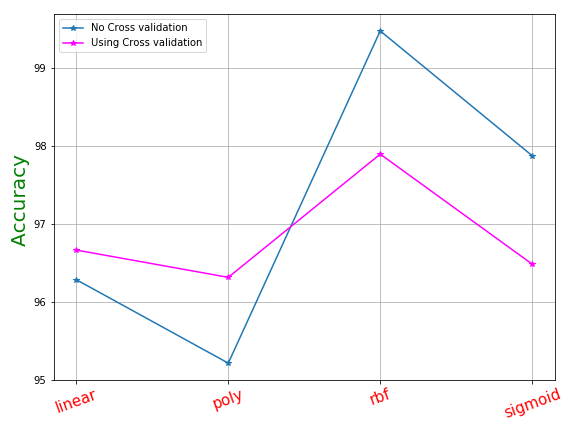 No Cross validation
Using Cross validation
99
98
97
96
95
Accuracy
linear
poly
rbf
sigmoid